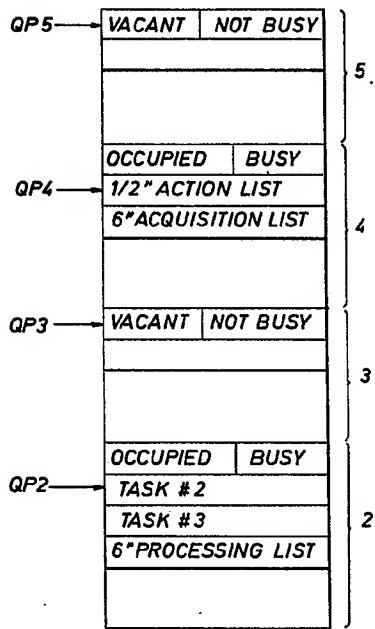 QP5 VACANT NOT BUSY
5
OCCUPIED BUSY
QP4 1/2" ACTION LIST
6" ACQUISITION LIST
4
QP3 VACANT NOT BUSY
3
OCCUPIED BUSY
QP2 TASK #2
TASK #3
2
6" PROCESSING LIST